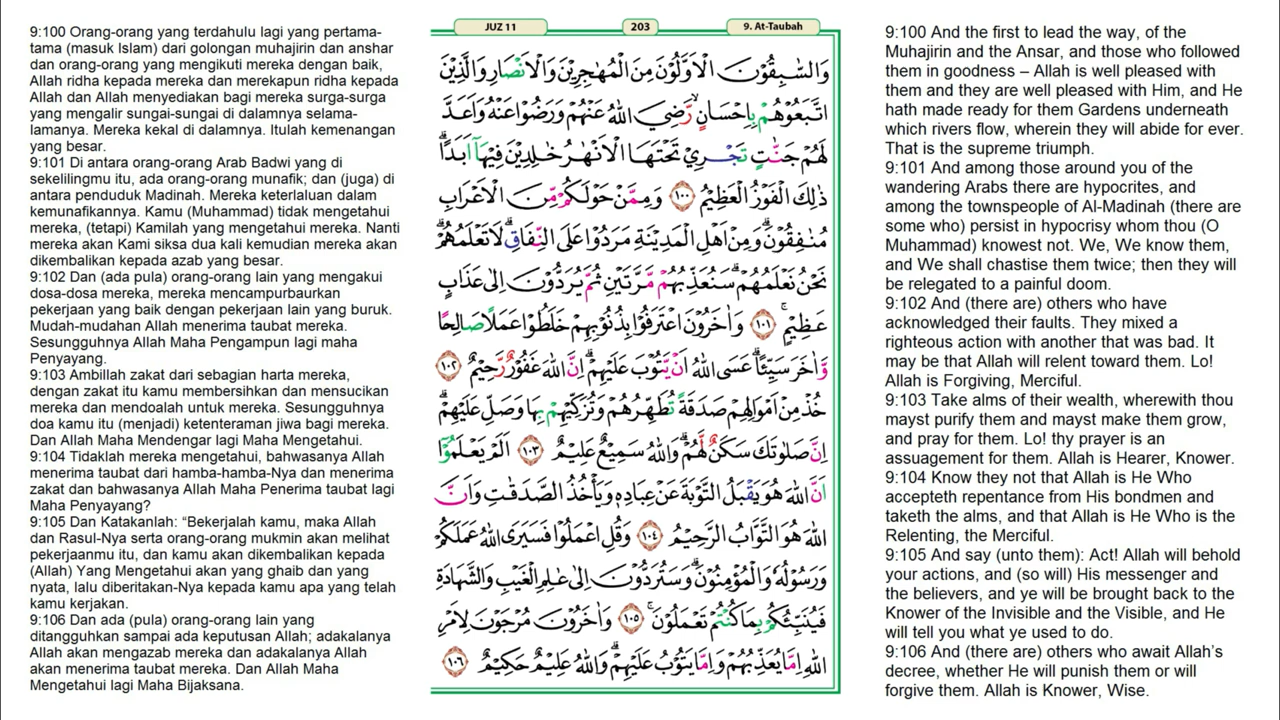 9:100 Orang-orang yang terdahulu lagi yang pertama-
tama (masuk Islam) dari golongan muhajirin dan anshar
dan orang-orang yang mengikuti mereka dengan baik,
Allah ridha kepada mereka dan merekapun ridha kepada
Allah dan Allah menyediakan bagi mereka surga-surga
yang mengalir sungai-sungai di dalamnya selama-
lamanya. Mereka kekal di dalamnya. Itulah kemenangan
yang besar.
9:101 Di antara orang-orang Arab Badwi yang di
sekelilingmu itu, ada orang-orang munafik; dan (juga) di
antara penduduk Madinah. Mereka keterlaluan dalam
kemunafikannya. Kamu (Muhammad) tidak mengetahui
mereka, (tetapi) Kamilah yang mengetahui mereka. Nanti
mereka akan Kami siksa dua kali kemudian mereka akan
dikembalikan kepada azab yang besar.
9:102 Dan (ada pula) orang-orang lain yang mengakui
dosa-dosa mereka, mereka mencampurbaurkan
pekerjaan yang baik dengan pekerjaan lain yang buruk.
Mudah-mudahan Allah menerima taubat mereka.
Sesungguhnya Allah Maha Pengampun lagi maha
Penyayang.
9:103 Ambillah zakat dari sebagian harta mereka,
dengan zakat itu kamu membersihkan dan mensucikan
mereka dan mendoalah untuk mereka. Sesungguhnya
doa kamu itu (menjadi) ketenteraman jiwa bagi mereka.
Dan Allah Maha Mendengar lagi Maha Mengetahui.
9:104 Tidaklah mereka mengetahui, bahwasanya Allah
menerima taubat dari hamba-hamba-Nya dan menerima
zakat dan bahwasanya Allah Maha Penerima taubat lagi
Maha Penyayang?
9:105 Dan Katakanlah: “Bekerjalah kamu, maka Allah
dan Rasul-Nya serta orang-orang mukmin akan melihat
pekerjaanmu itu, dan kamu akan dikembalikan kepada
(Allah) Yang Mengetahui akan yang ghaib dan yang
nyata, lalu diberitakan-Nya kepada kamu apa yang telah
kamu kerjakan.
9:106 Dan ada (pula) orang-orang lain yang
ditangguhkan sampai ada keputusan Allah; adakalanya
Allah akan mengazab mereka dan adakalanya Allah
akan menerima taubat mereka. Dan Allah Maha
Mengetahui lagi Maha Bijaksana.
JUZ 11
203
9. At-Taubah
وَالسّٰبِقُوْنَ الْاَوَّلُوْنَ مِنَ الْمُهٰجِرِيْنَ وَالْاَنْصَارِ وَالَّذِيْنَ
اتَّبَعُوْهُمْ بِاِحْسَانٍۙ رَّضِيَ اللّٰهُ عَنْهُمْ وَرَضُوْا عَنْهُ وَاَعَدَّ
لَهُمْ جَنّٰتٍ تَجْرِيْ تَحْتَهَا الْاَنْهٰرُ خٰلِدِيْنَ فِيْهَآ اَبَدًاۗ
ذٰلِكَ الْفَوْزُ الْعَظِيْمُ ١٠٠ وَمِمَّنْ حَوْلَكُمْ مِّنَ الْاَعْرَابِ
مُنٰفِقُوْنَۗ وَمِنْ اَهْلِ الْمَدِيْنَةِ مَرَدُوْا عَلَى النِّفَاقِۗ لَا تَعْلَمُهُمْۗ
نَحْنُ نَعْلَمُهُمْۗ سَنُعَذِّبُهُمْ مَّرَّتَيْنِ ثُمَّ يُرَدُّوْنَ اِلٰى عَذَابٍ
عَظِيْمٍۚ ١٠١ وَاٰخَرُوْنَ اعْتَرَفُوْا بِذُنُوْبِهِمْ خَلَطُوْا عَمَلًا صَالِحًا
وَّاٰخَرَ سَيِّئًاۗ عَسَى اللّٰهُ اَنْ يَّتُوْبَ عَلَيْهِمْۗ اِنَّ اللّٰهَ غَفُوْرٌ رَّحِيْمٌ ١٠٢
خُذْ مِنْ اَمْوَالِهِمْ صَدَقَةً تُطَهِّرُهُمْ وَتُزَكِّيْهِمْ بِهَا وَصَلِّ عَلَيْهِمْۗ
اِنَّ صَلٰوتَكَ سَكَنٌ لَّهُمْۗ وَاللّٰهُ سَمِيْعٌ عَلِيْمٌ ١٠٣ اَلَمْ يَعْلَمُوْٓا
اَنَّ اللّٰهَ هُوَ يَقْبَلُ التَّوْبَةَ عَنْ عِبَادِهٖ وَيَأْخُذُ الصَّدَقٰتِ وَاَنَّ
اللّٰهَ هُوَ التَّوَّابُ الرَّحِيْمُ ١٠٤ وَقُلِ اعْمَلُوْا فَسَيَرَى اللّٰهُ عَمَلَكُمْ
وَرَسُوْلُهٗ وَالْمُؤْمِنُوْنَۗ وَسَتُرَدُّوْنَ اِلٰى عٰلِمِ الْغَيْبِ وَالشَّهَادَةِ
فَيُنَبِّئُكُمْ بِمَا كُنْتُمْ تَعْمَلُوْنَۚ ١٠٥ وَاٰخَرُوْنَ مُرْجَوْنَ لِاَمْرِ
اللّٰهِ اِمَّا يُعَذِّبُهُمْ وَاِمَّا يَتُوْبُ عَلَيْهِمْۗ وَاللّٰهُ عَلِيْمٌ حَكِيْمٌ ١٠٦
9:100 And the first to lead the way, of the
Muhajirin and the Ansar, and those who followed
them in goodness – Allah is well pleased with
them and they are well pleased with Him, and He
hath made ready for them Gardens underneath
which rivers flow, wherein they will abide for ever.
That is the supreme triumph.
9:101 And among those around you of the
wandering Arabs there are hypocrites, and
among the townspeople of Al-Madinah (there are
some who) persist in hypocrisy whom thou (O
Muhammad) knowest not. We, We know them,
and We shall chastise them twice; then they will
be relegated to a painful doom.
9:102 And (there are) others who have
acknowledged their faults. They mixed a
righteous action with another that was bad. It
may be that Allah will relent toward them. Lo!
Allah is Forgiving, Merciful.
9:103 Take alms of their wealth, wherewith thou
mayst purify them and mayst make them grow,
and pray for them. Lo! thy prayer is an
assuagement for them. Allah is Hearer, Knower.
9:104 Know they not that Allah is He Who
accepteth repentance from His bondmen and
taketh the alms, and that Allah is He Who is the
Relenting, the Merciful.
9:105 And say (unto them): Act! Allah will behold
your actions, and (so will) His messenger and
the believers, and ye will be brought back to the
Knower of the Invisible and the Visible, and He
will tell you what ye used to do.
9:106 And (there are) others who await Allah’s
decree, whether He will punish them or will
forgive them. Allah is Knower, Wise.